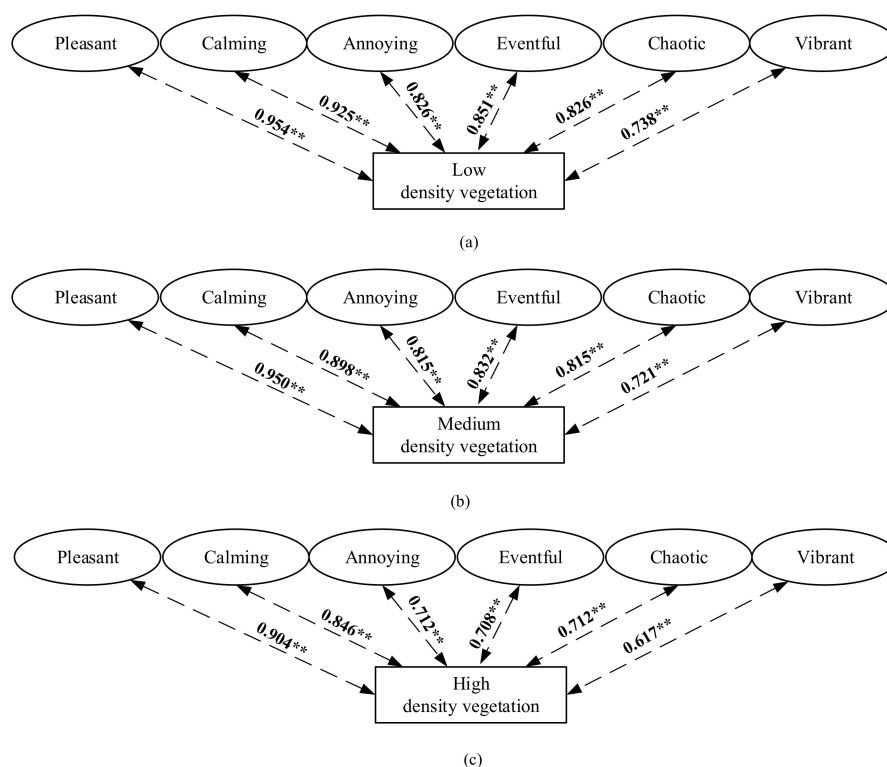 Pleasant Calming Annoying Eventful Chaotic Vibrant
0.954** 0.925** 0.826** 0.851** 0.826** 0.738**
Low
density vegetation
(a)
Pleasant Calming Annoying Eventful Chaotic Vibrant
0.950** 0.898** 0.815** 0.832** 0.815** 0.721**
Medium
density vegetation
(b)
Pleasant Calming Annoying Eventful Chaotic Vibrant
0.904** 0.846** 0.712** 0.708** 0.712** 0.617**
High
density vegetation
(c)